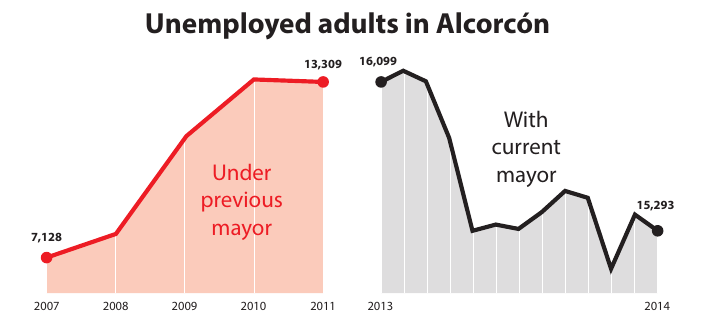 Unemployed adults in Alcorcón
13,309
16,099
With
current
mayor
Under
previous
mayor
7,128
15,293
2007 2008 2009 2010 2011 2013 2014